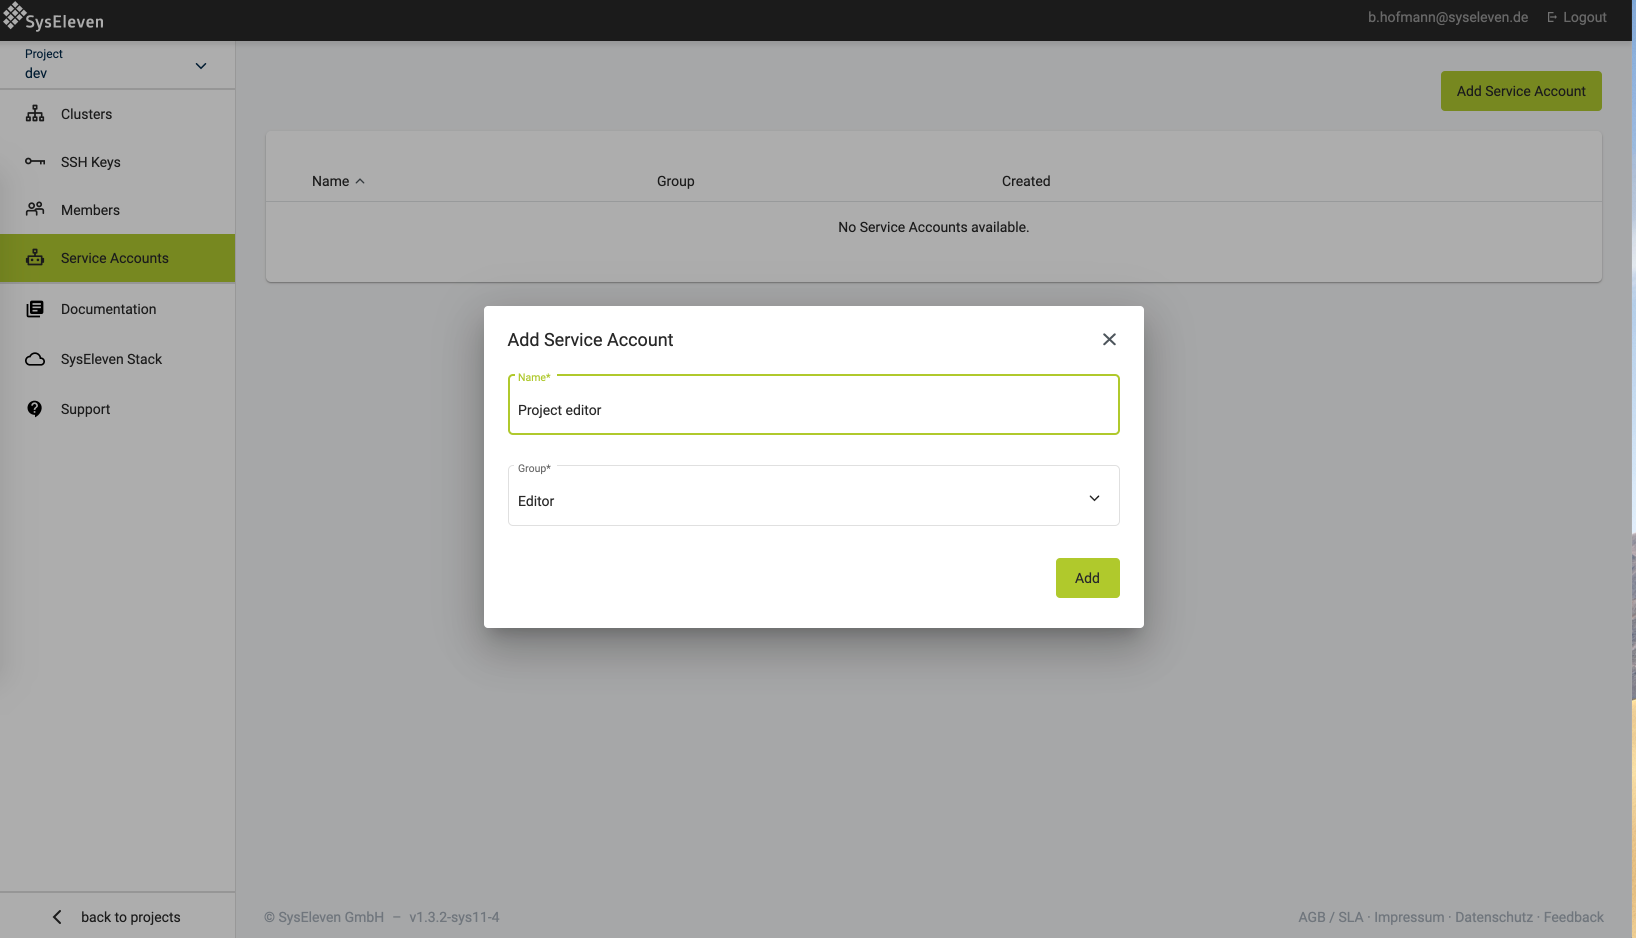 SysEleven
b.hofmann@syseleven.de Logout
Project
dev
Clusters
SSH Keys
Members
Service Accounts
Documentation
SysEleven Stack
Support
back to projects
Add Service Account
Name Group Created
No Service Accounts available.
Add Service Account
Name*
Project editor
Group*
Editor
Add
© SysEleven GmbH – v1.3.2-sys11-4
AGB / SLA · Impressum · Datenschutz · Feedback